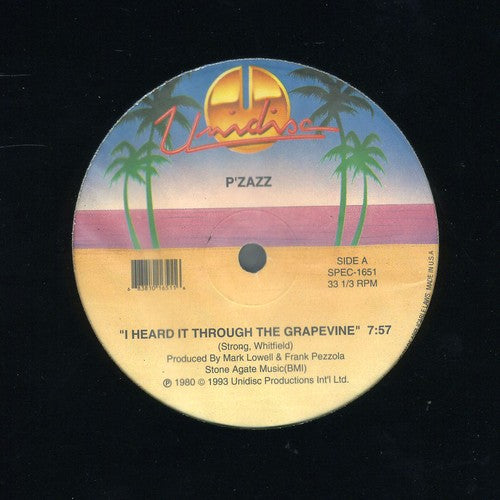 Unidisc
P'ZAZZ
SIDE A
SPEC-1651
33 1/3 RPM
"I HEARD IT THROUGH THE GRAPEVINE" 7:57
(Strong, Whitfield)
Produced By Mark Lowell & Frank Pezzola
Stone Agate Music(BMI)
℗ 1980 © 1993 Unidisc Productions Int'l Ltd.
LAWS. MADE IN U.S.A.